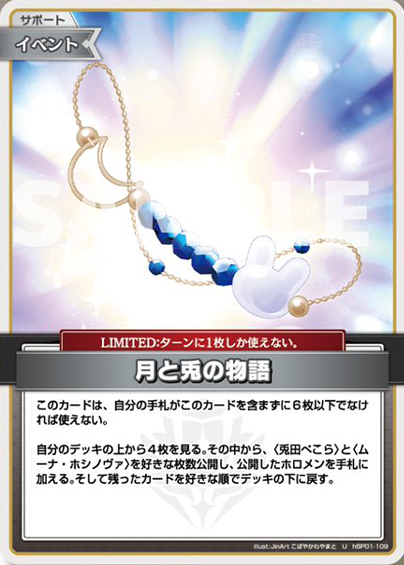 サポート
イベント
SAMPLE
LIMITED:ターンに1枚しか使えない。
月と兎の物語
このカードは、自分の手札がこのカードを含まずに6枚以下でなけ
れば使えない。
自分のデッキの上から4枚を見る。その中から、〈兎田ぺこら〉と〈ム
ーナ・ホシノヴァ〉を好きな枚数公開し、公開したホロメンを手札に
加える。そして残ったカードを好きな順でデッキの下に戻す。
illust:JinArt こばやかわやまと U hBP01-109